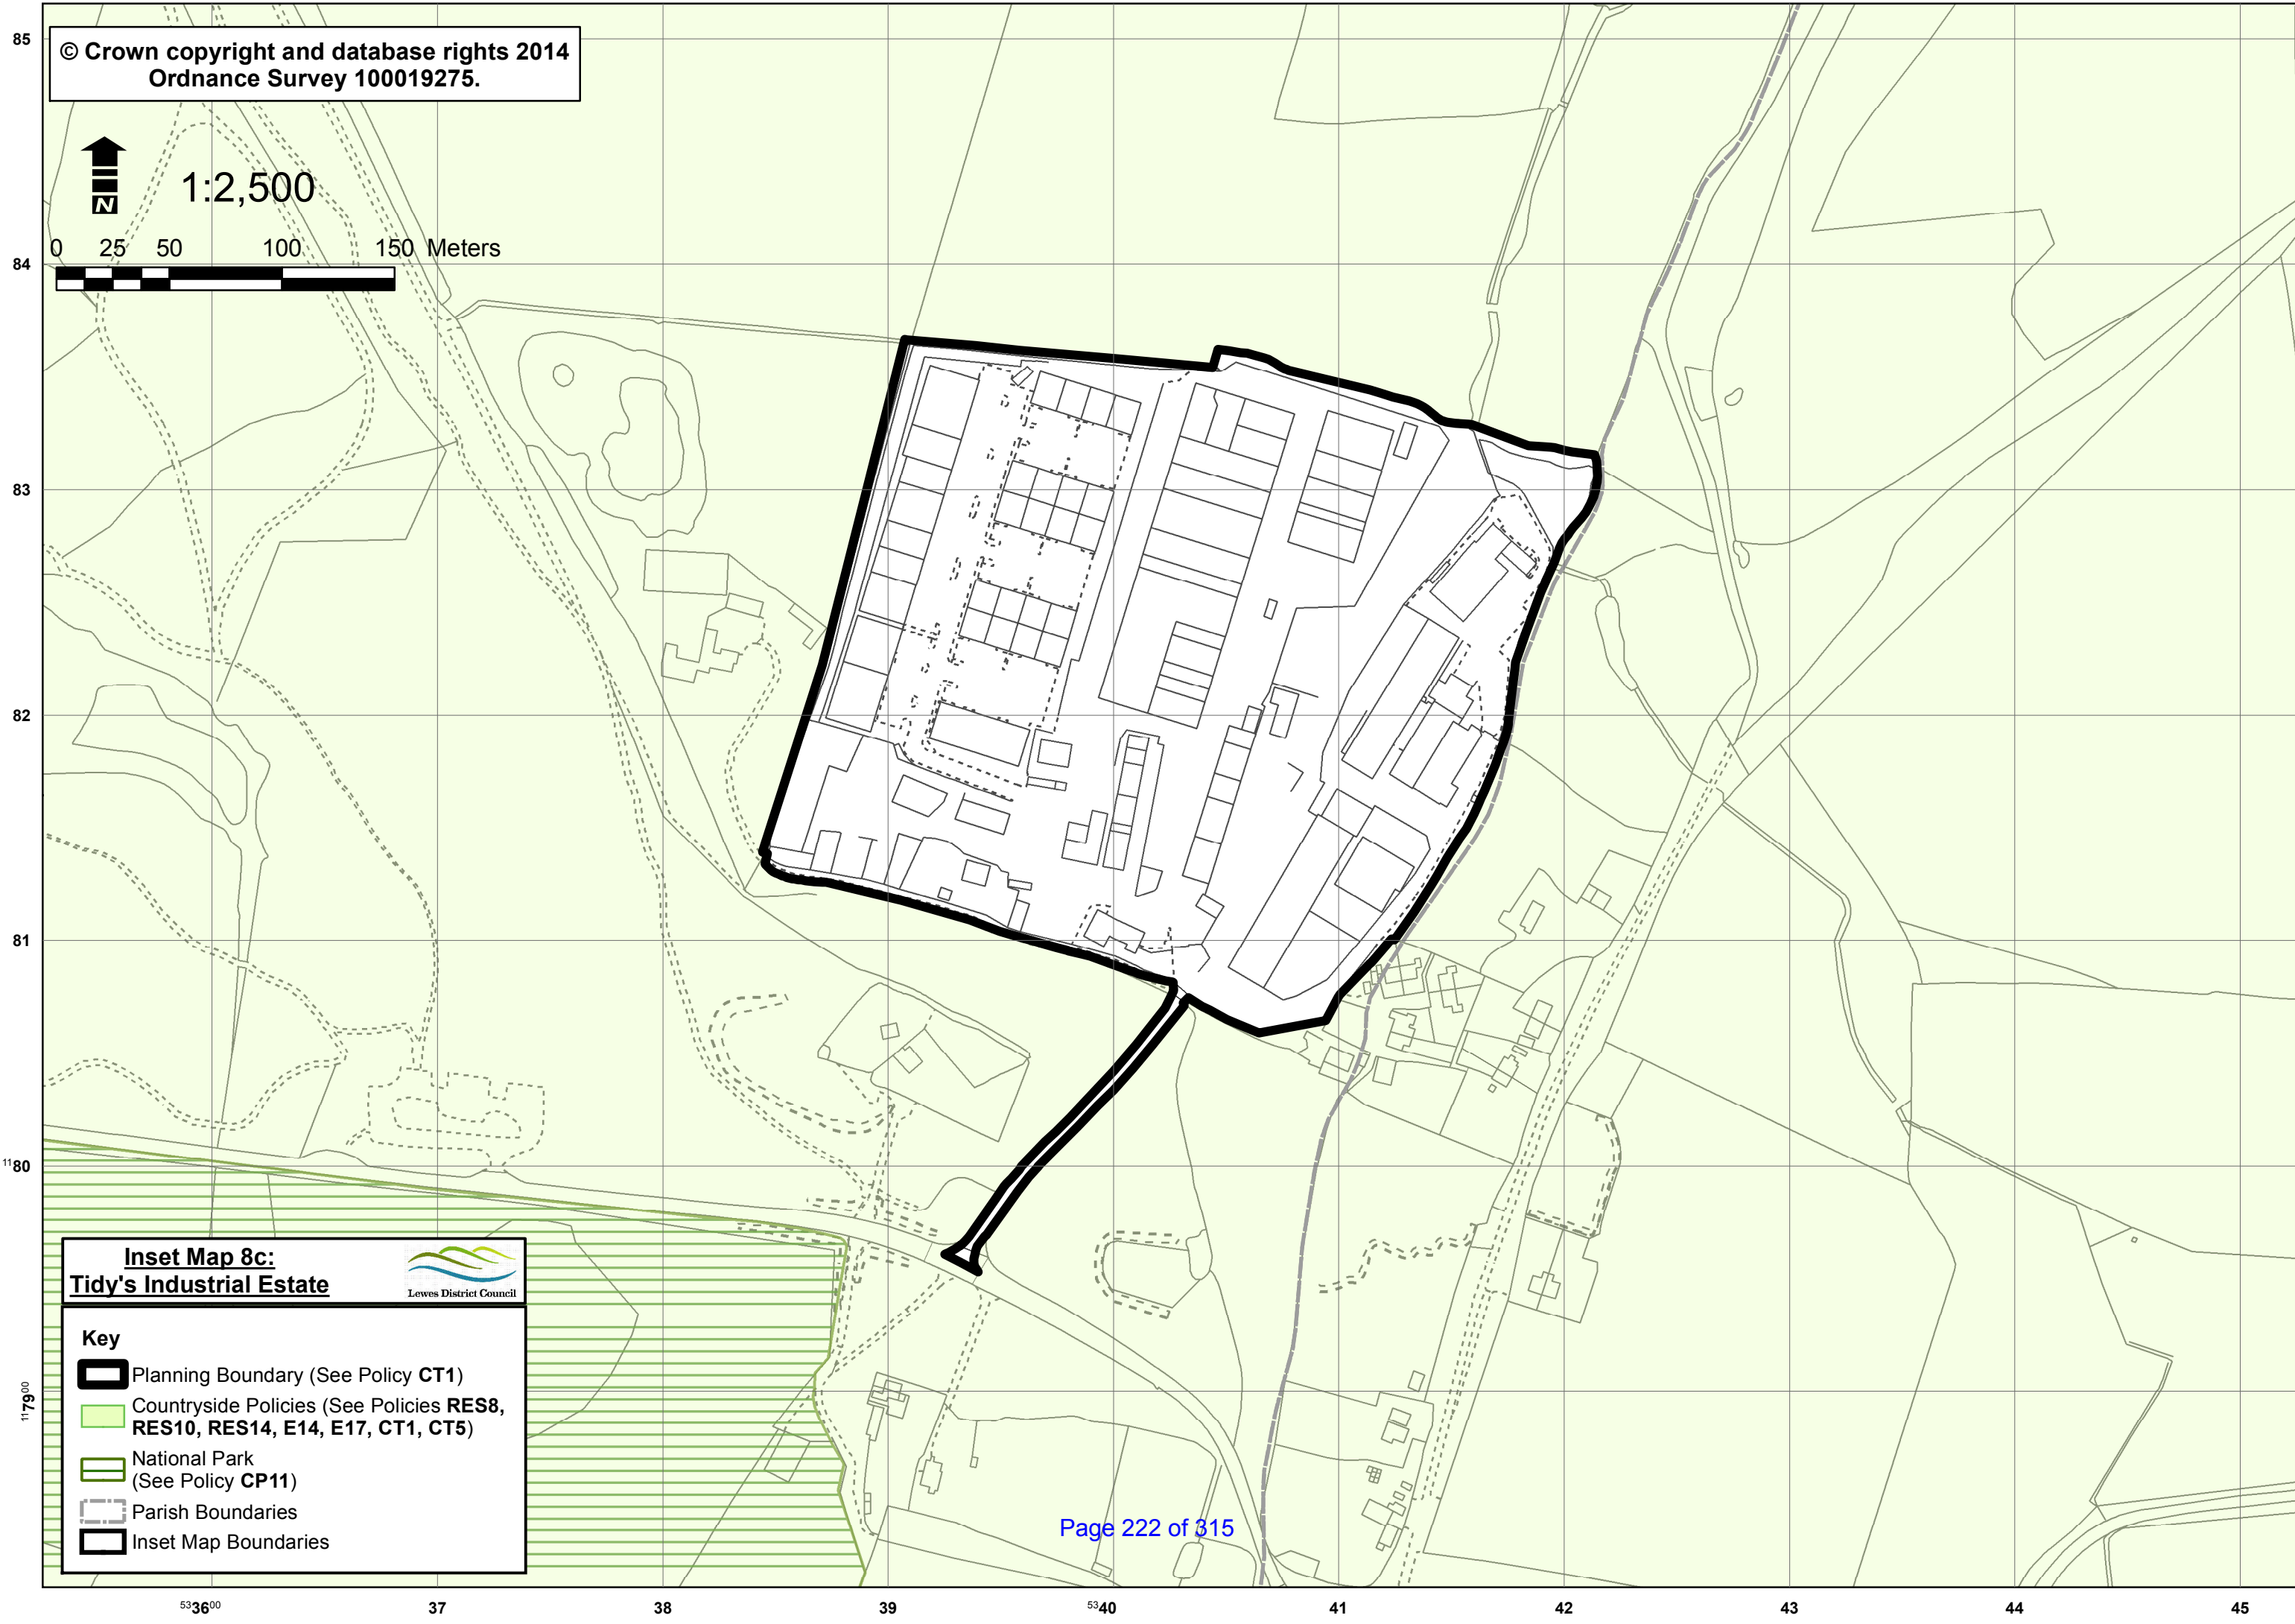 © Crown copyright and database rights 2014
Ordnance Survey 100019275.
1:2,500
N
0 25 50 100 150 Meters
85
84
83
82
81
1180
117900
Inset Map 8c:
Tidy's Industrial Estate
Lewes District Council
Key
Planning Boundary (See Policy CT1)
Countryside Policies (See Policies RES8,
RES10, RES14, E14, E17, CT1, CT5)
National Park
(See Policy CP11)
Parish Boundaries
Inset Map Boundaries
Page 222 of 315
533600 37 38 39 5340 41 42 43 44 45